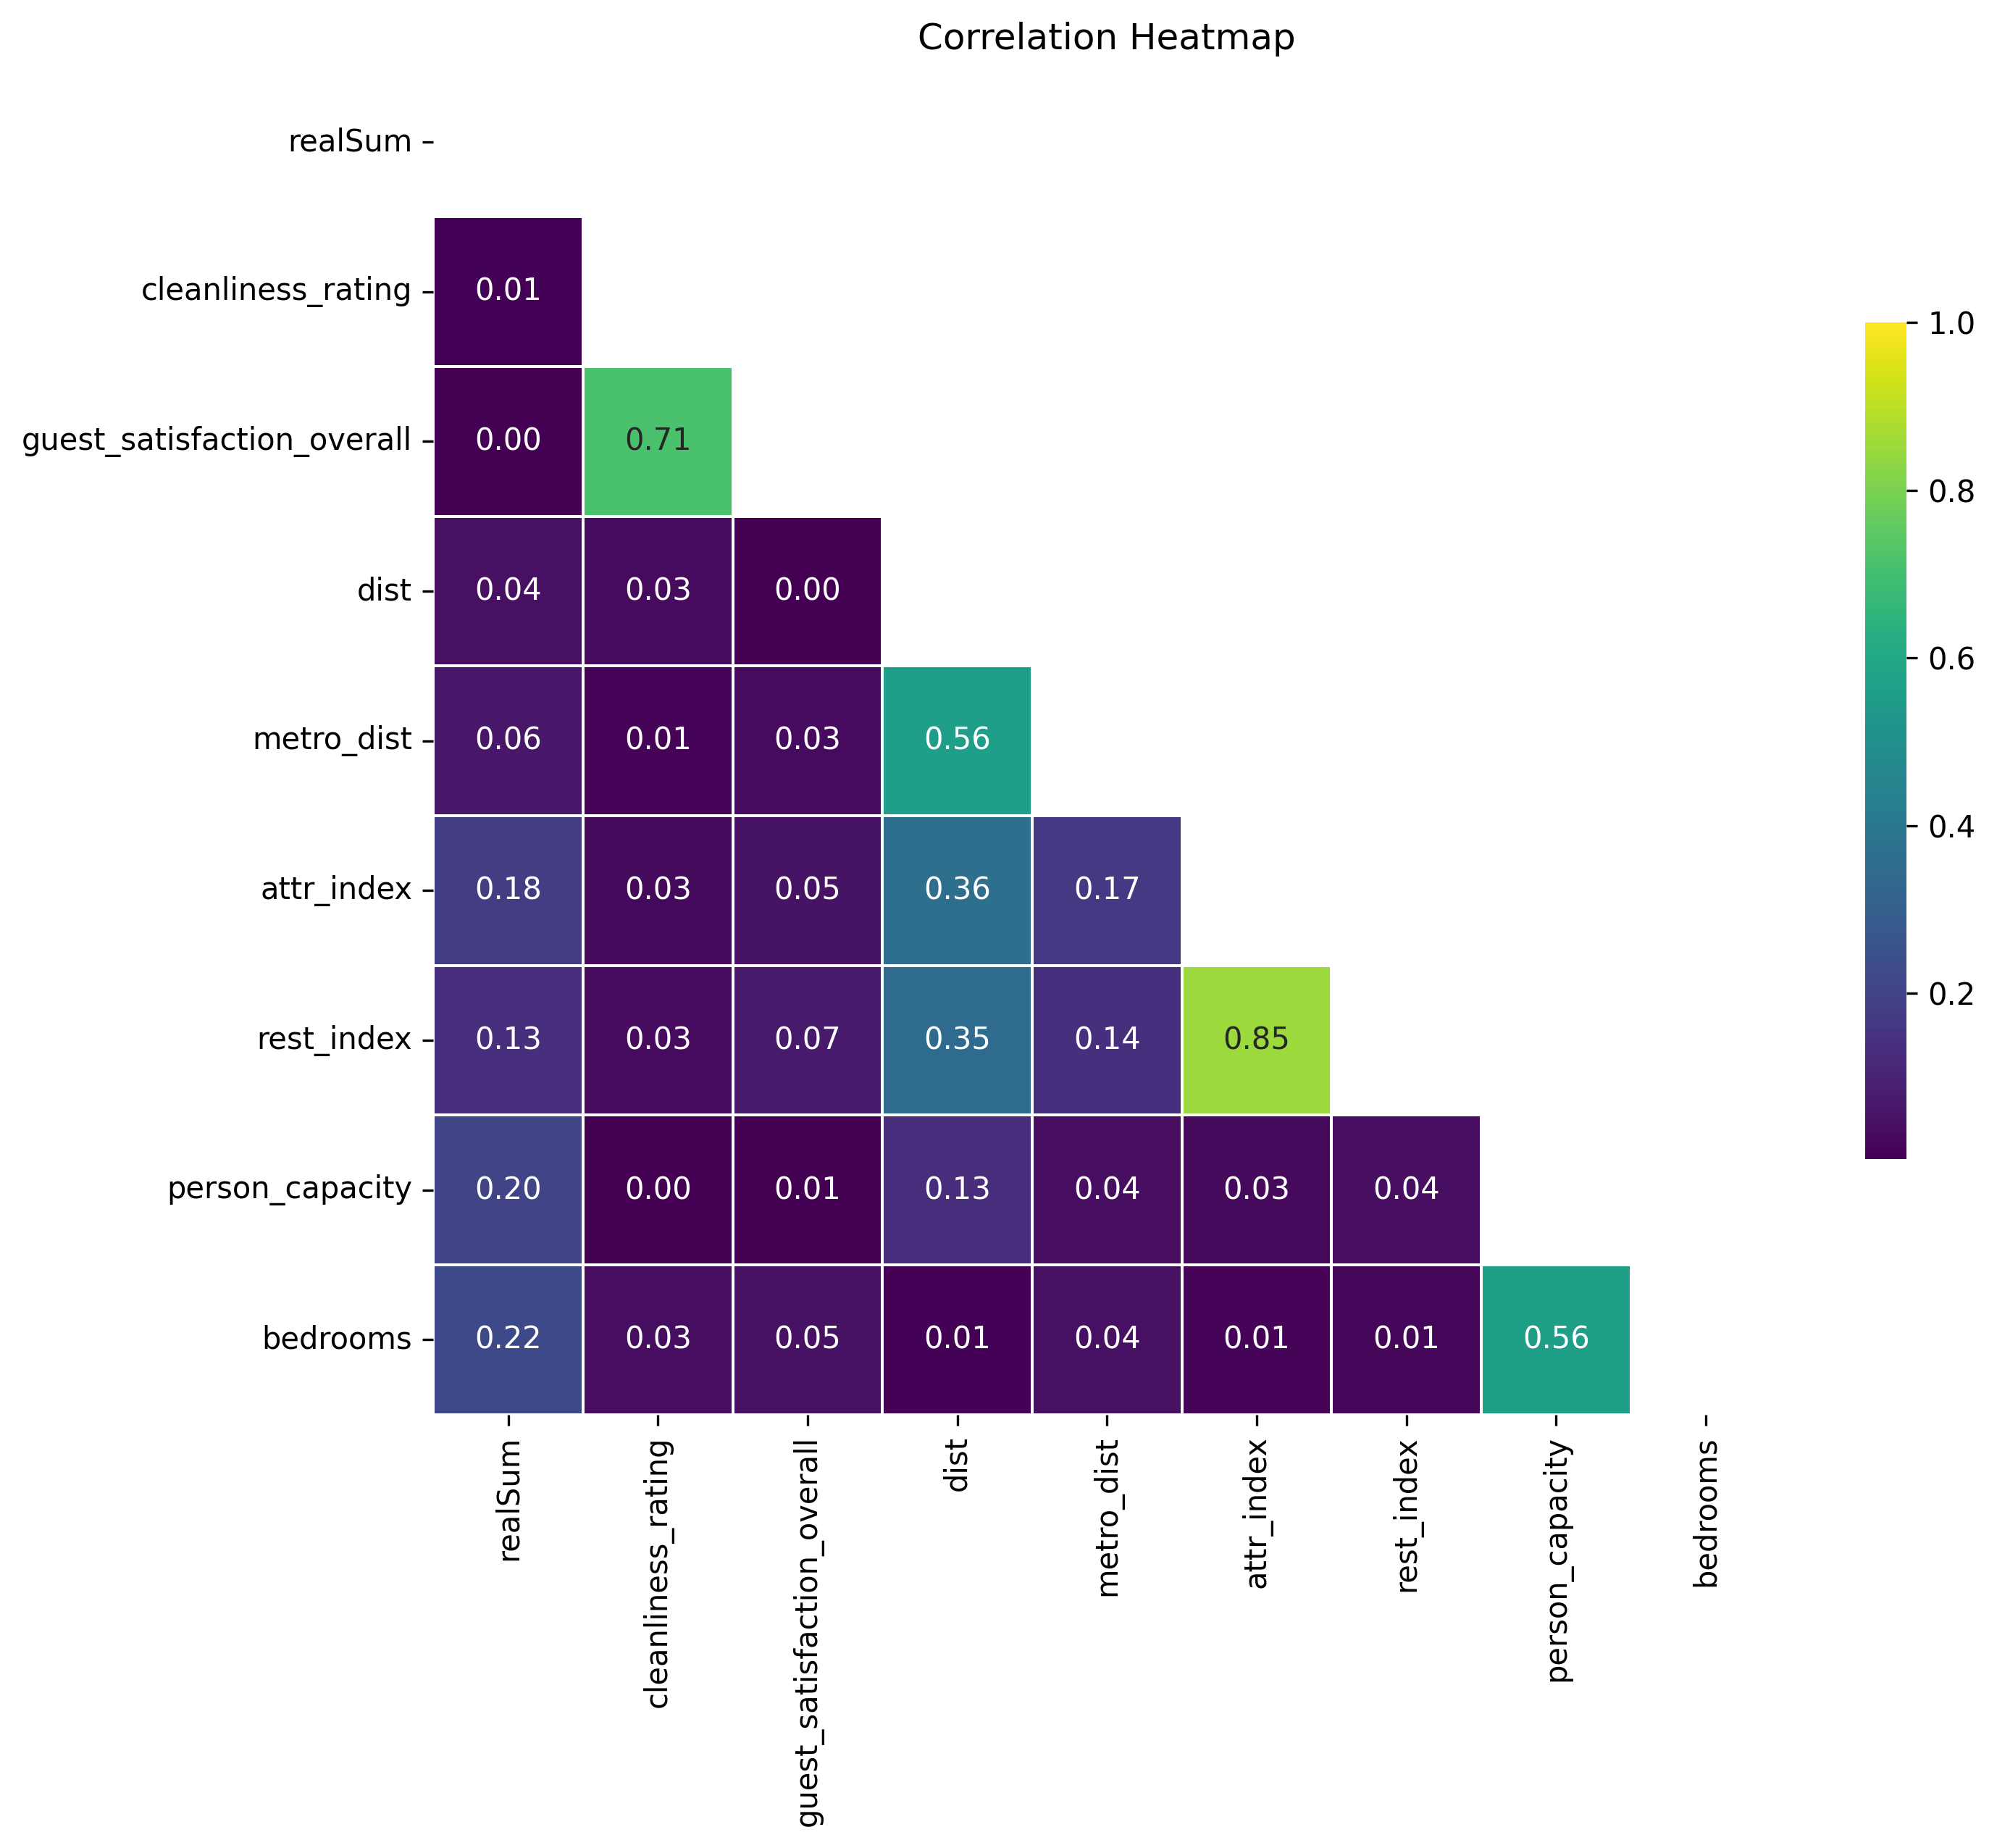 Correlation Heatmap
realSum
cleanliness_rating 0.01
guest_satisfaction_overall 0.00 0.71
dist 0.04 0.03 0.00
metro_dist 0.06 0.01 0.03 0.56
attr_index 0.18 0.03 0.05 0.36 0.17
rest_index 0.13 0.03 0.07 0.35 0.14 0.85
person_capacity 0.20 0.00 0.01 0.13 0.04 0.03 0.04
bedrooms 0.22 0.03 0.05 0.01 0.04 0.01 0.01 0.56
realSum
cleanliness_rating
guest_satisfaction_overall
dist
metro_dist
attr_index
rest_index
person_capacity
bedrooms
1.0
0.8
0.6
0.4
0.2